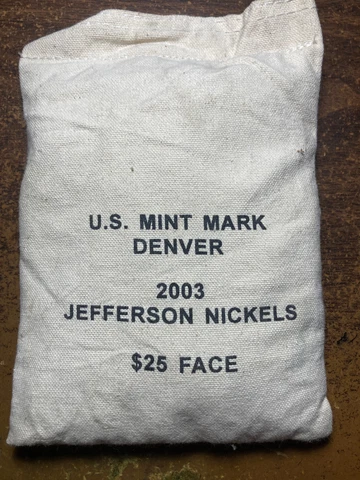 U.S. MINT MARK
DENVER
2003
JEFFERSON NICKELS
$25 FACE